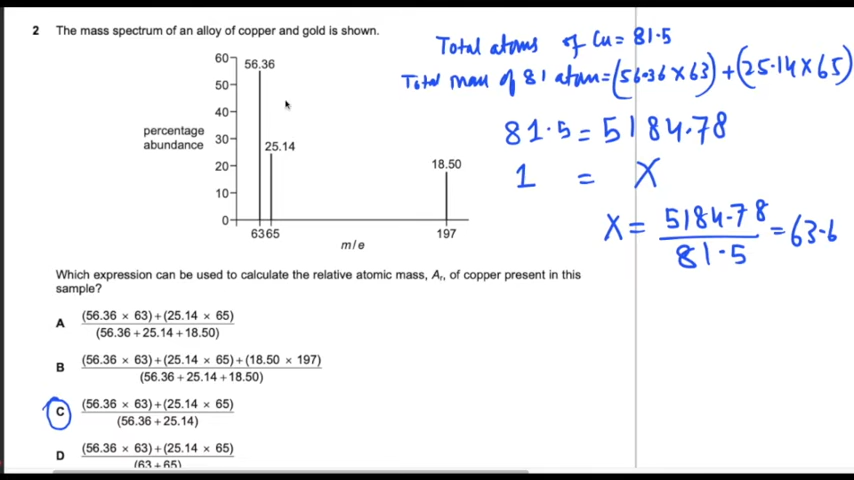 2 The mass spectrum of an alloy of copper and gold is shown.
60
56.36
50
40
percentage abundance
30
25.14
20
18.50
10
0
6365
197
m/e
Which expression can be used to calculate the relative atomic mass, Ar, of copper present in this
sample?
A (56.36 × 63)+(25.14 × 65)
(56.36+25.14+18.50)
B (56.36 × 63)+(25.14 × 65)+(18.50 × 197)
(56.36+25.14+18.50)
C (56.36 × 63)+(25.14 × 65)
(56.36+25.14)
D (56.36 × 63)+(25.14 × 65)
(63+65)
Total atoms of Cu = 81.5
Total mass of 81 atom=(56.36×63)+(25.14×65)
81.5 = 5184.78
1 = X
X = 5184.78
81.5
= 63.6